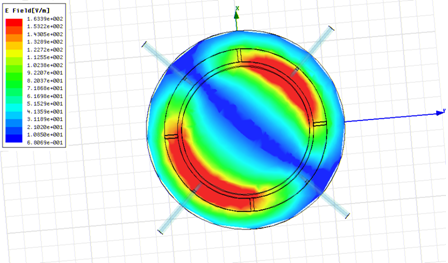 E Field[V/m]
1.6339e+002
1.5322e+002
1.4305e+002
1.3289e+002
1.2272e+002
1.1255e+002
1.0238e+002
9.2207e+001
8.2037e+001
7.1868e+001
6.1698e+001
5.1529e+001
4.1359e+001
3.1189e+001
2.1020e+001
1.0850e+001
6.8069e-001
X